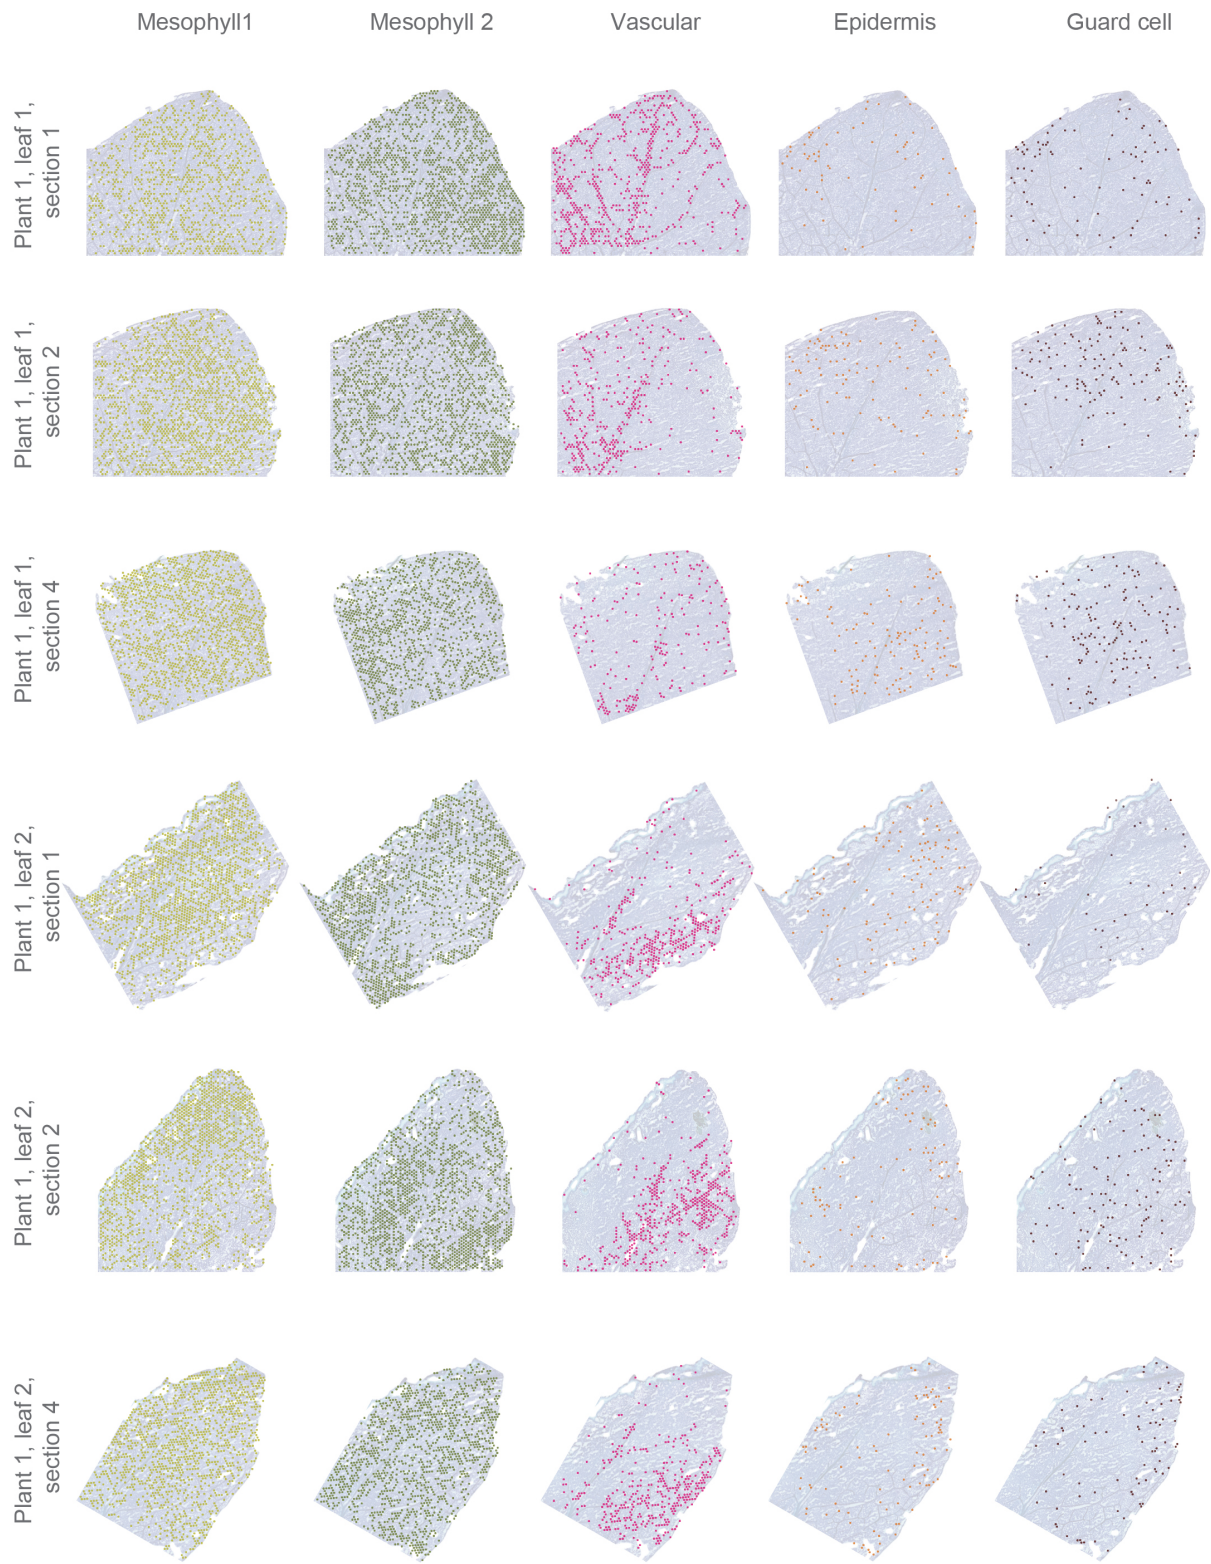 Mesophyll1
Mesophyll 2
Vascular
Epidermis
Guard cell
Plant 1, leaf 1,
section 1
Plant 1, leaf 1,
section 2
Plant 1, leaf 1,
section 4
Plant 1, leaf 2,
section 1
Plant 1, leaf 2,
section 2
Plant 1, leaf 2,
section 4